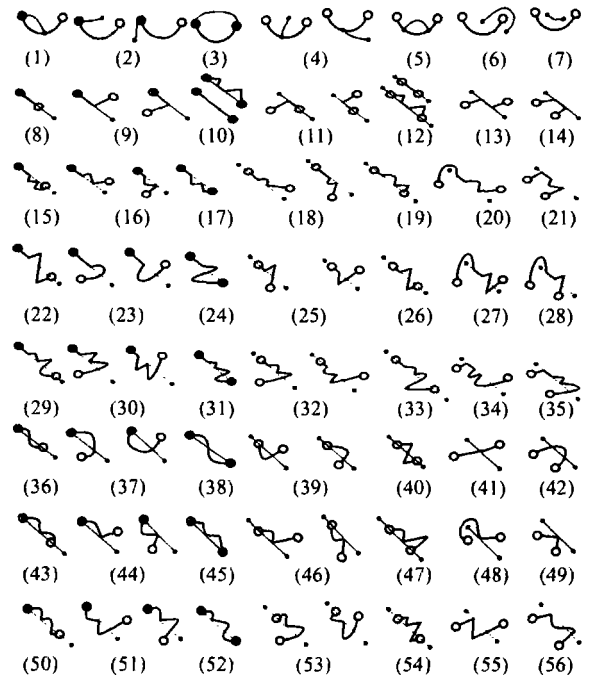 (1) (2) (3) (4) (5) (6) (7)
(8) (9) (10) (11) (12) (13) (14)
(15) (16) (17) (18) (19) (20) (21)
(22) (23) (24) (25) (26) (27) (28)
(29) (30) (31) (32) (33) (34) (35)
(36) (37) (38) (39) (40) (41) (42)
(43) (44) (45) (46) (47) (48) (49)
(50) (51) (52) (53) (54) (55) (56)